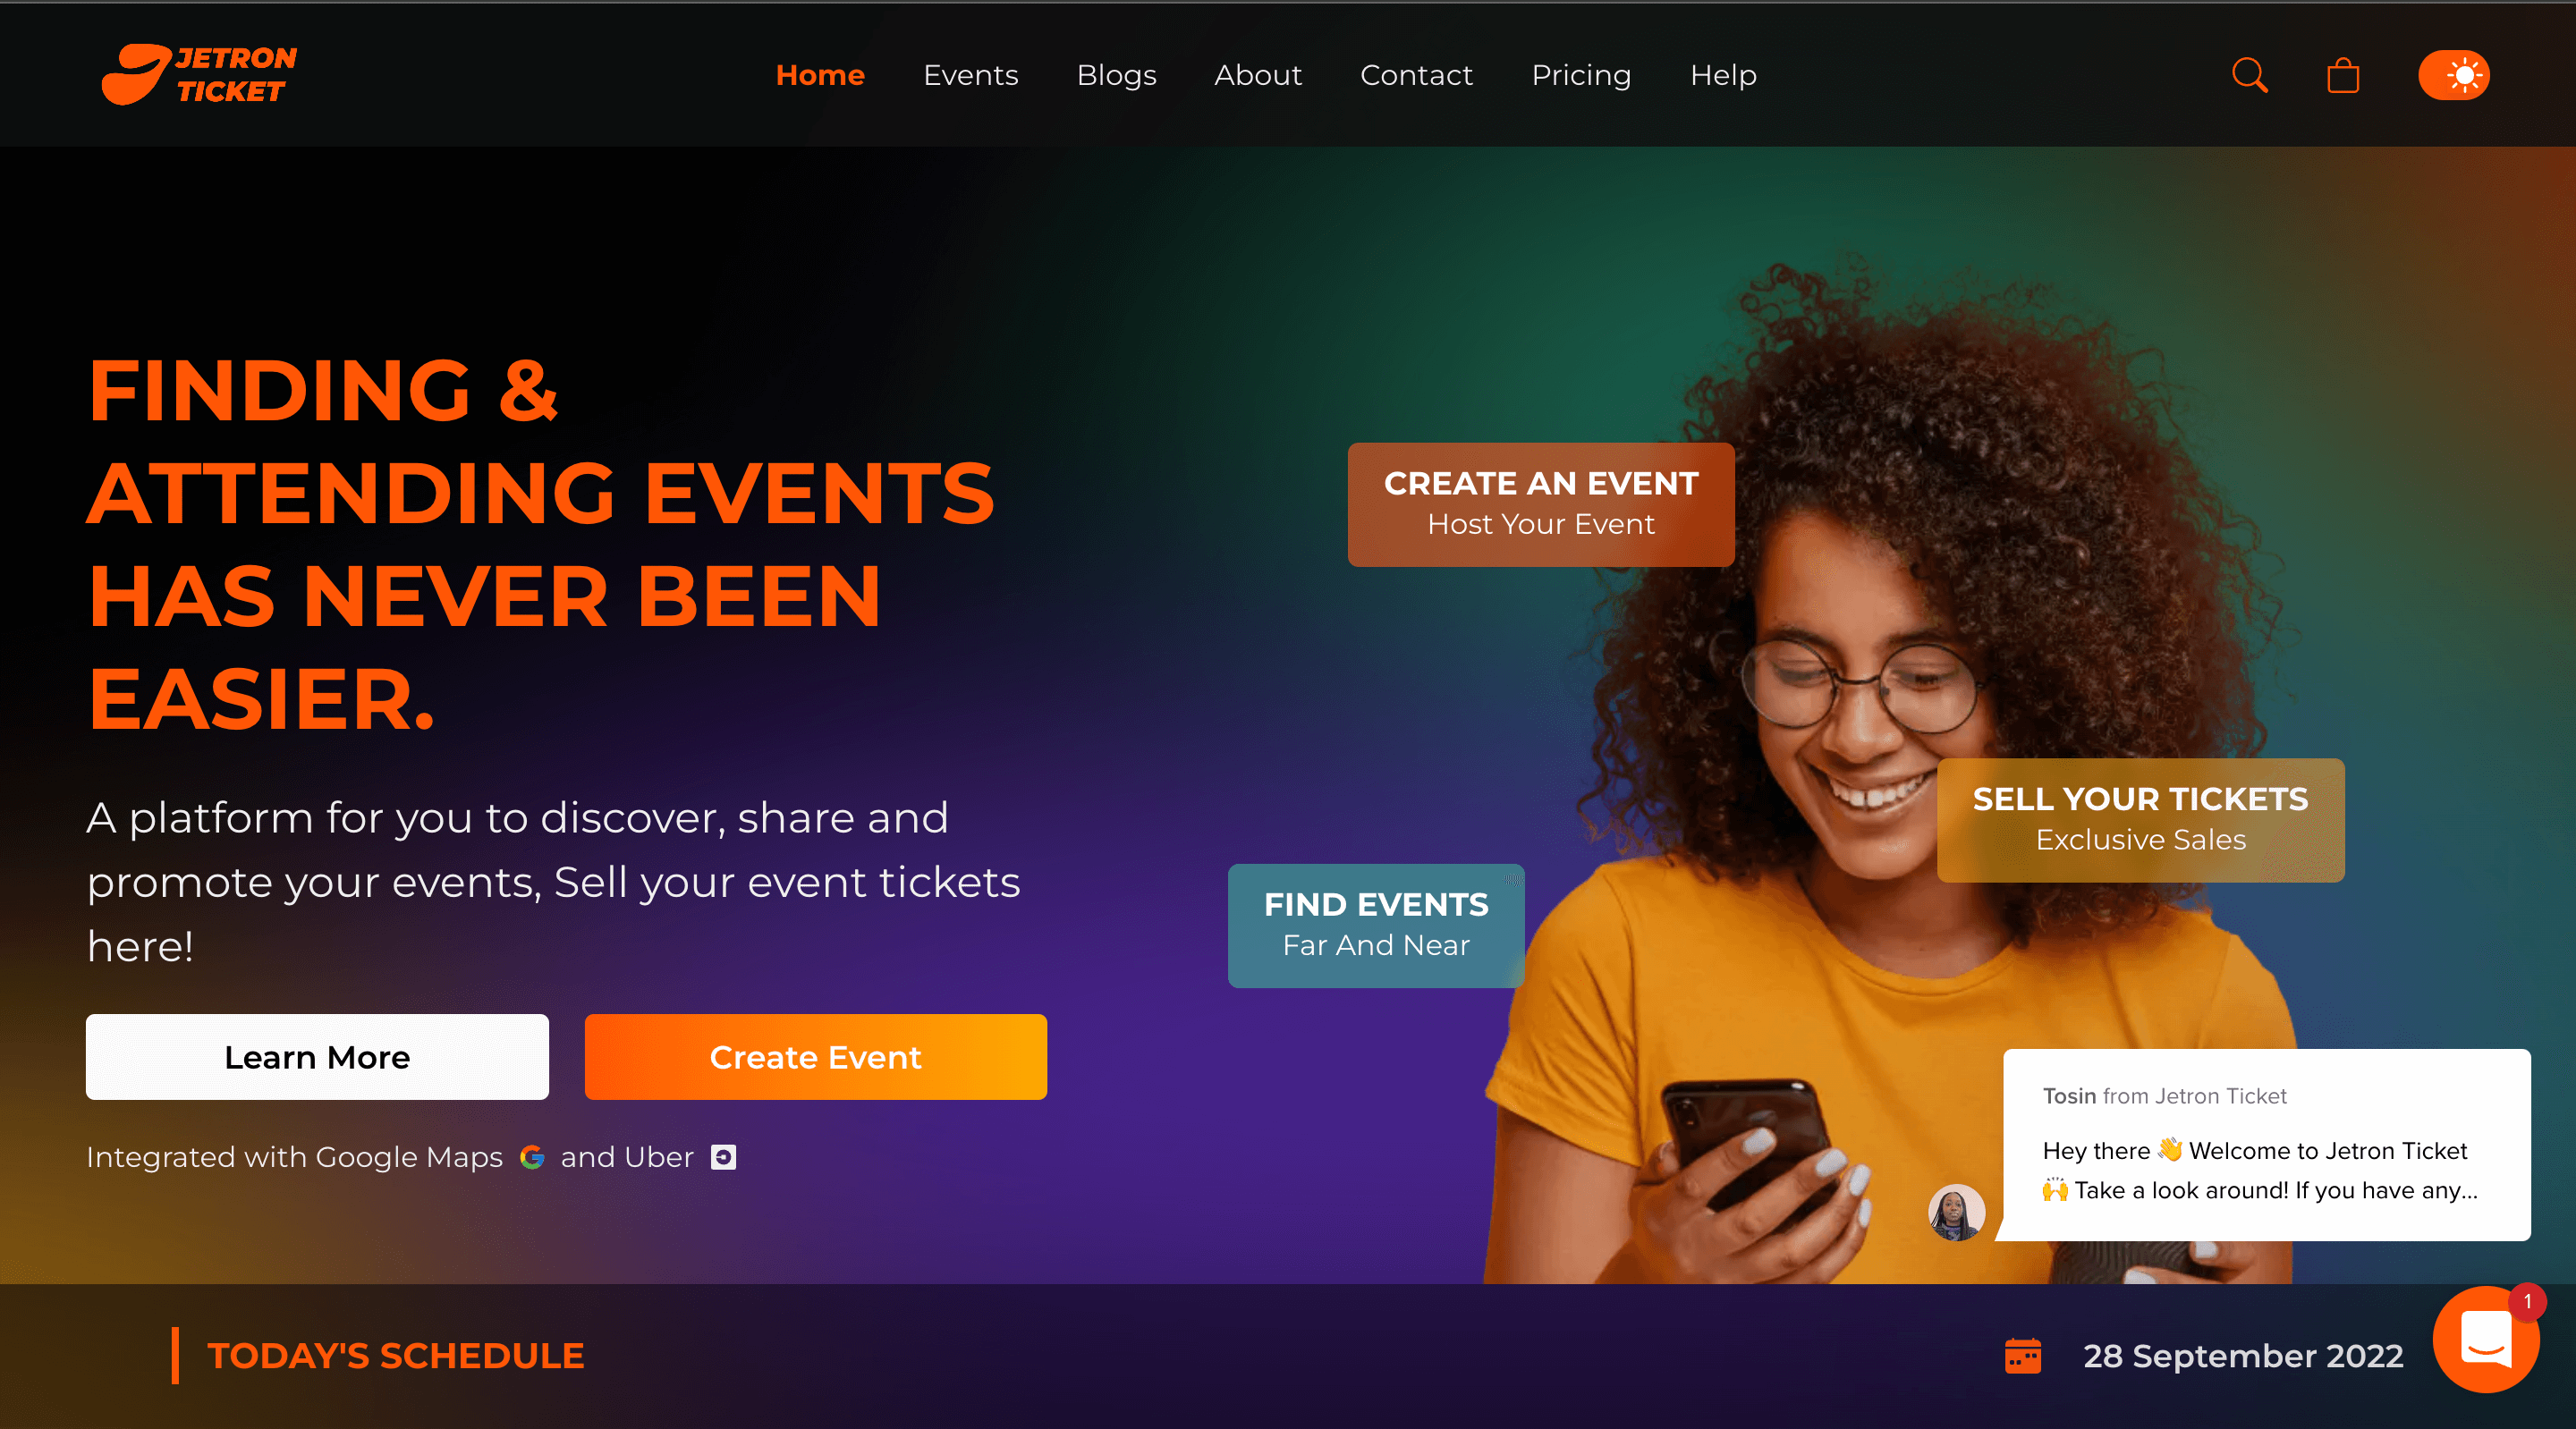 JETRON
TICKET
Home
Events
Blogs
About
Contact
Pricing
Help
FINDING &
ATTENDING EVENTS
HAS NEVER BEEN
EASIER.
A platform for you to discover, share and
promote your events, Sell your event tickets
here!
Learn More
Create Event
Integrated with Google Maps G and Uber
CREATE AN EVENT
Host Your Event
SELL YOUR TICKETS
Exclusive Sales
FIND EVENTS
Far And Near
Tosin from Jetron Ticket
Hey there 👋 Welcome to Jetron Ticket
🙌 Take a look around! If you have any...
1
TODAY'S SCHEDULE
28 September 2022